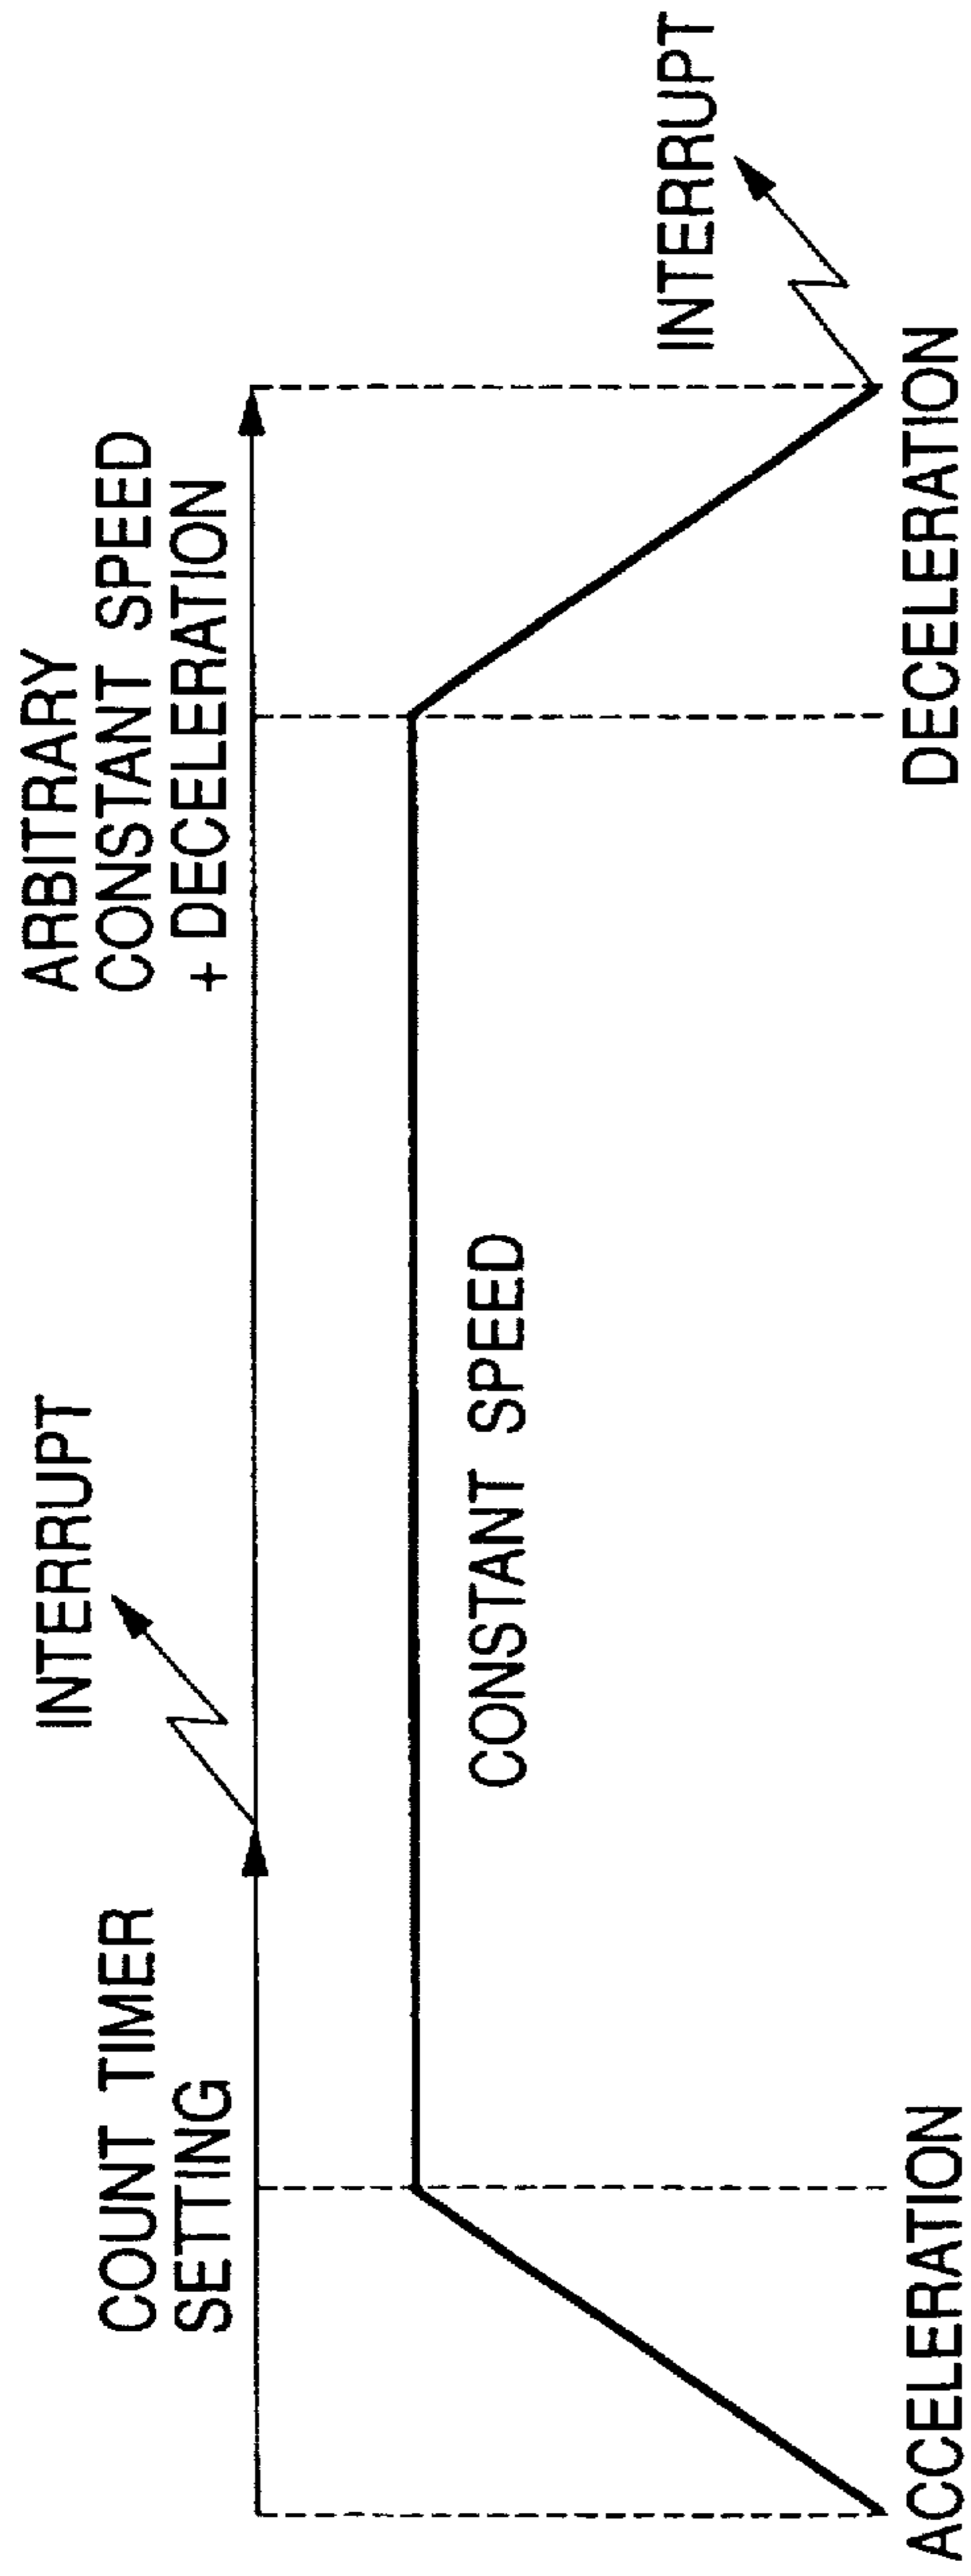 INTERRUPT
COUNT TIMER
SETTING
ARBITRARY
CONSTANT SPEED
+ DECELERATION
CONSTANT SPEED
INTERRUPT
ACCELERATION
DECELERATION